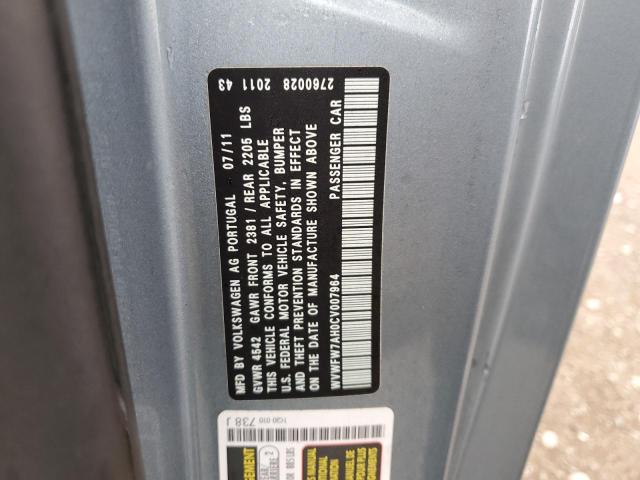 MFD BY VOLKSWAGEN AG PORTUGAL 07/11
GVWR 4542 GAWR FRONT 2381 / REAR 2205 LBS
THIS VEHICLE CONFORMS TO ALL APPLICABLE
U.S. FEDERAL MOTOR VEHICLE SAFETY, BUMPER
AND THEFT PREVENTION STANDARDS IN EFFECT
ON THE DATE OF MANUFACTURE SHOWN ABOVE
WVWFW7AH0CV007964 PASSENGER CAR
2760028 2011 43
738 J